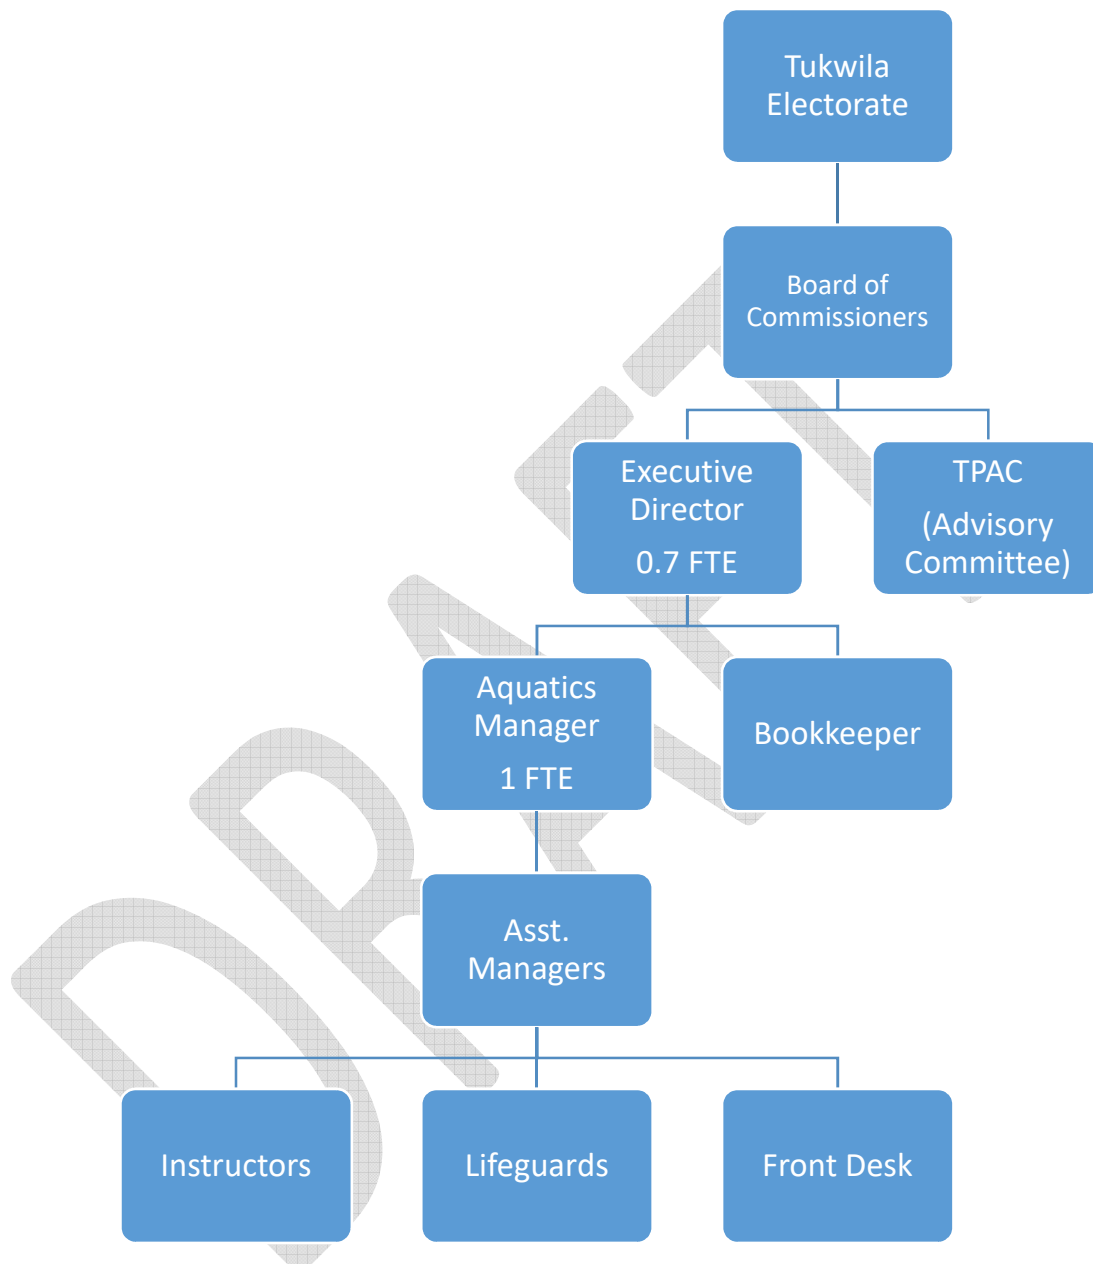 Tukwila
Electorate
Board of
Commissioners
Executive
Director
0.7 FTE
TPAC
(Advisory
Committee)
Aquatics
Manager
1 FTE
Bookkeeper
Asst.
Managers
Instructors
Lifeguards
Front Desk
DRAFT